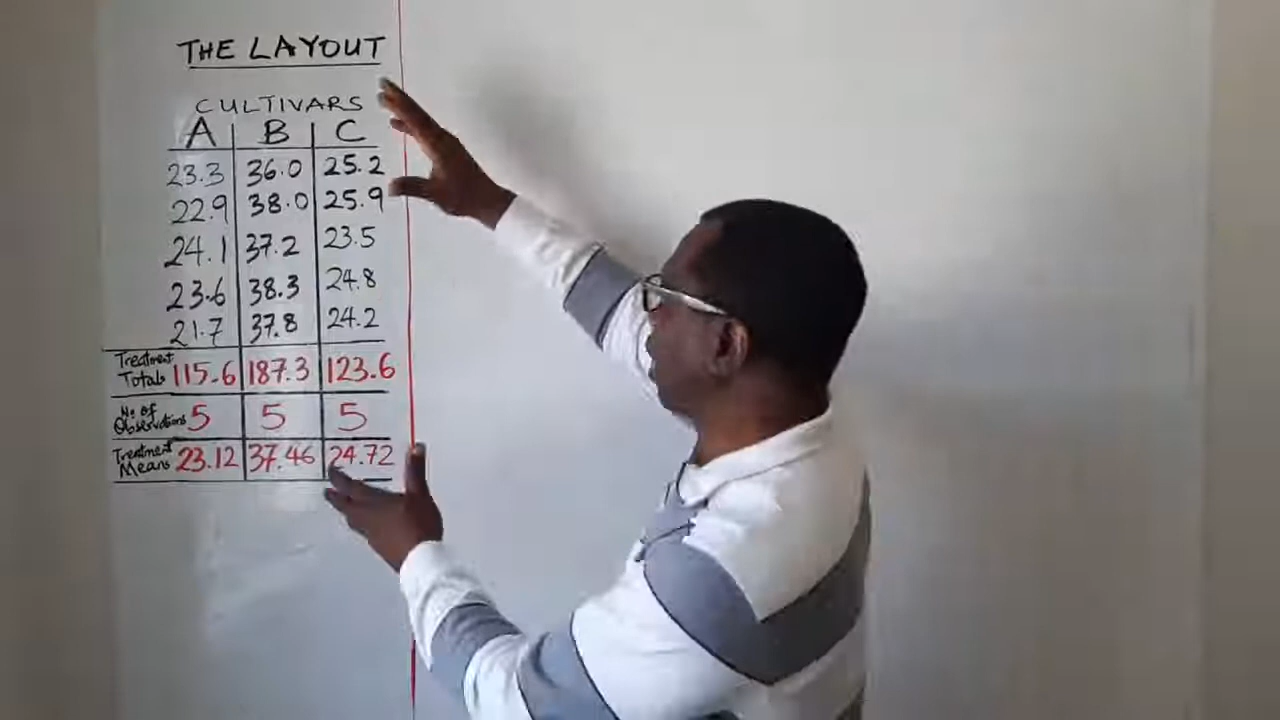 THE LAYOUT
CULTIVARS
A B C
23.3 36.0 25.2
22.9 38.0 25.9
24.1 37.2 23.5
23.6 38.3 24.8
21.7 37.8 24.2
Treatment
Totals 115.6 187.3 123.6
No of
Observations 5 5 5
Treatment
Means 23.12 37.46 24.72